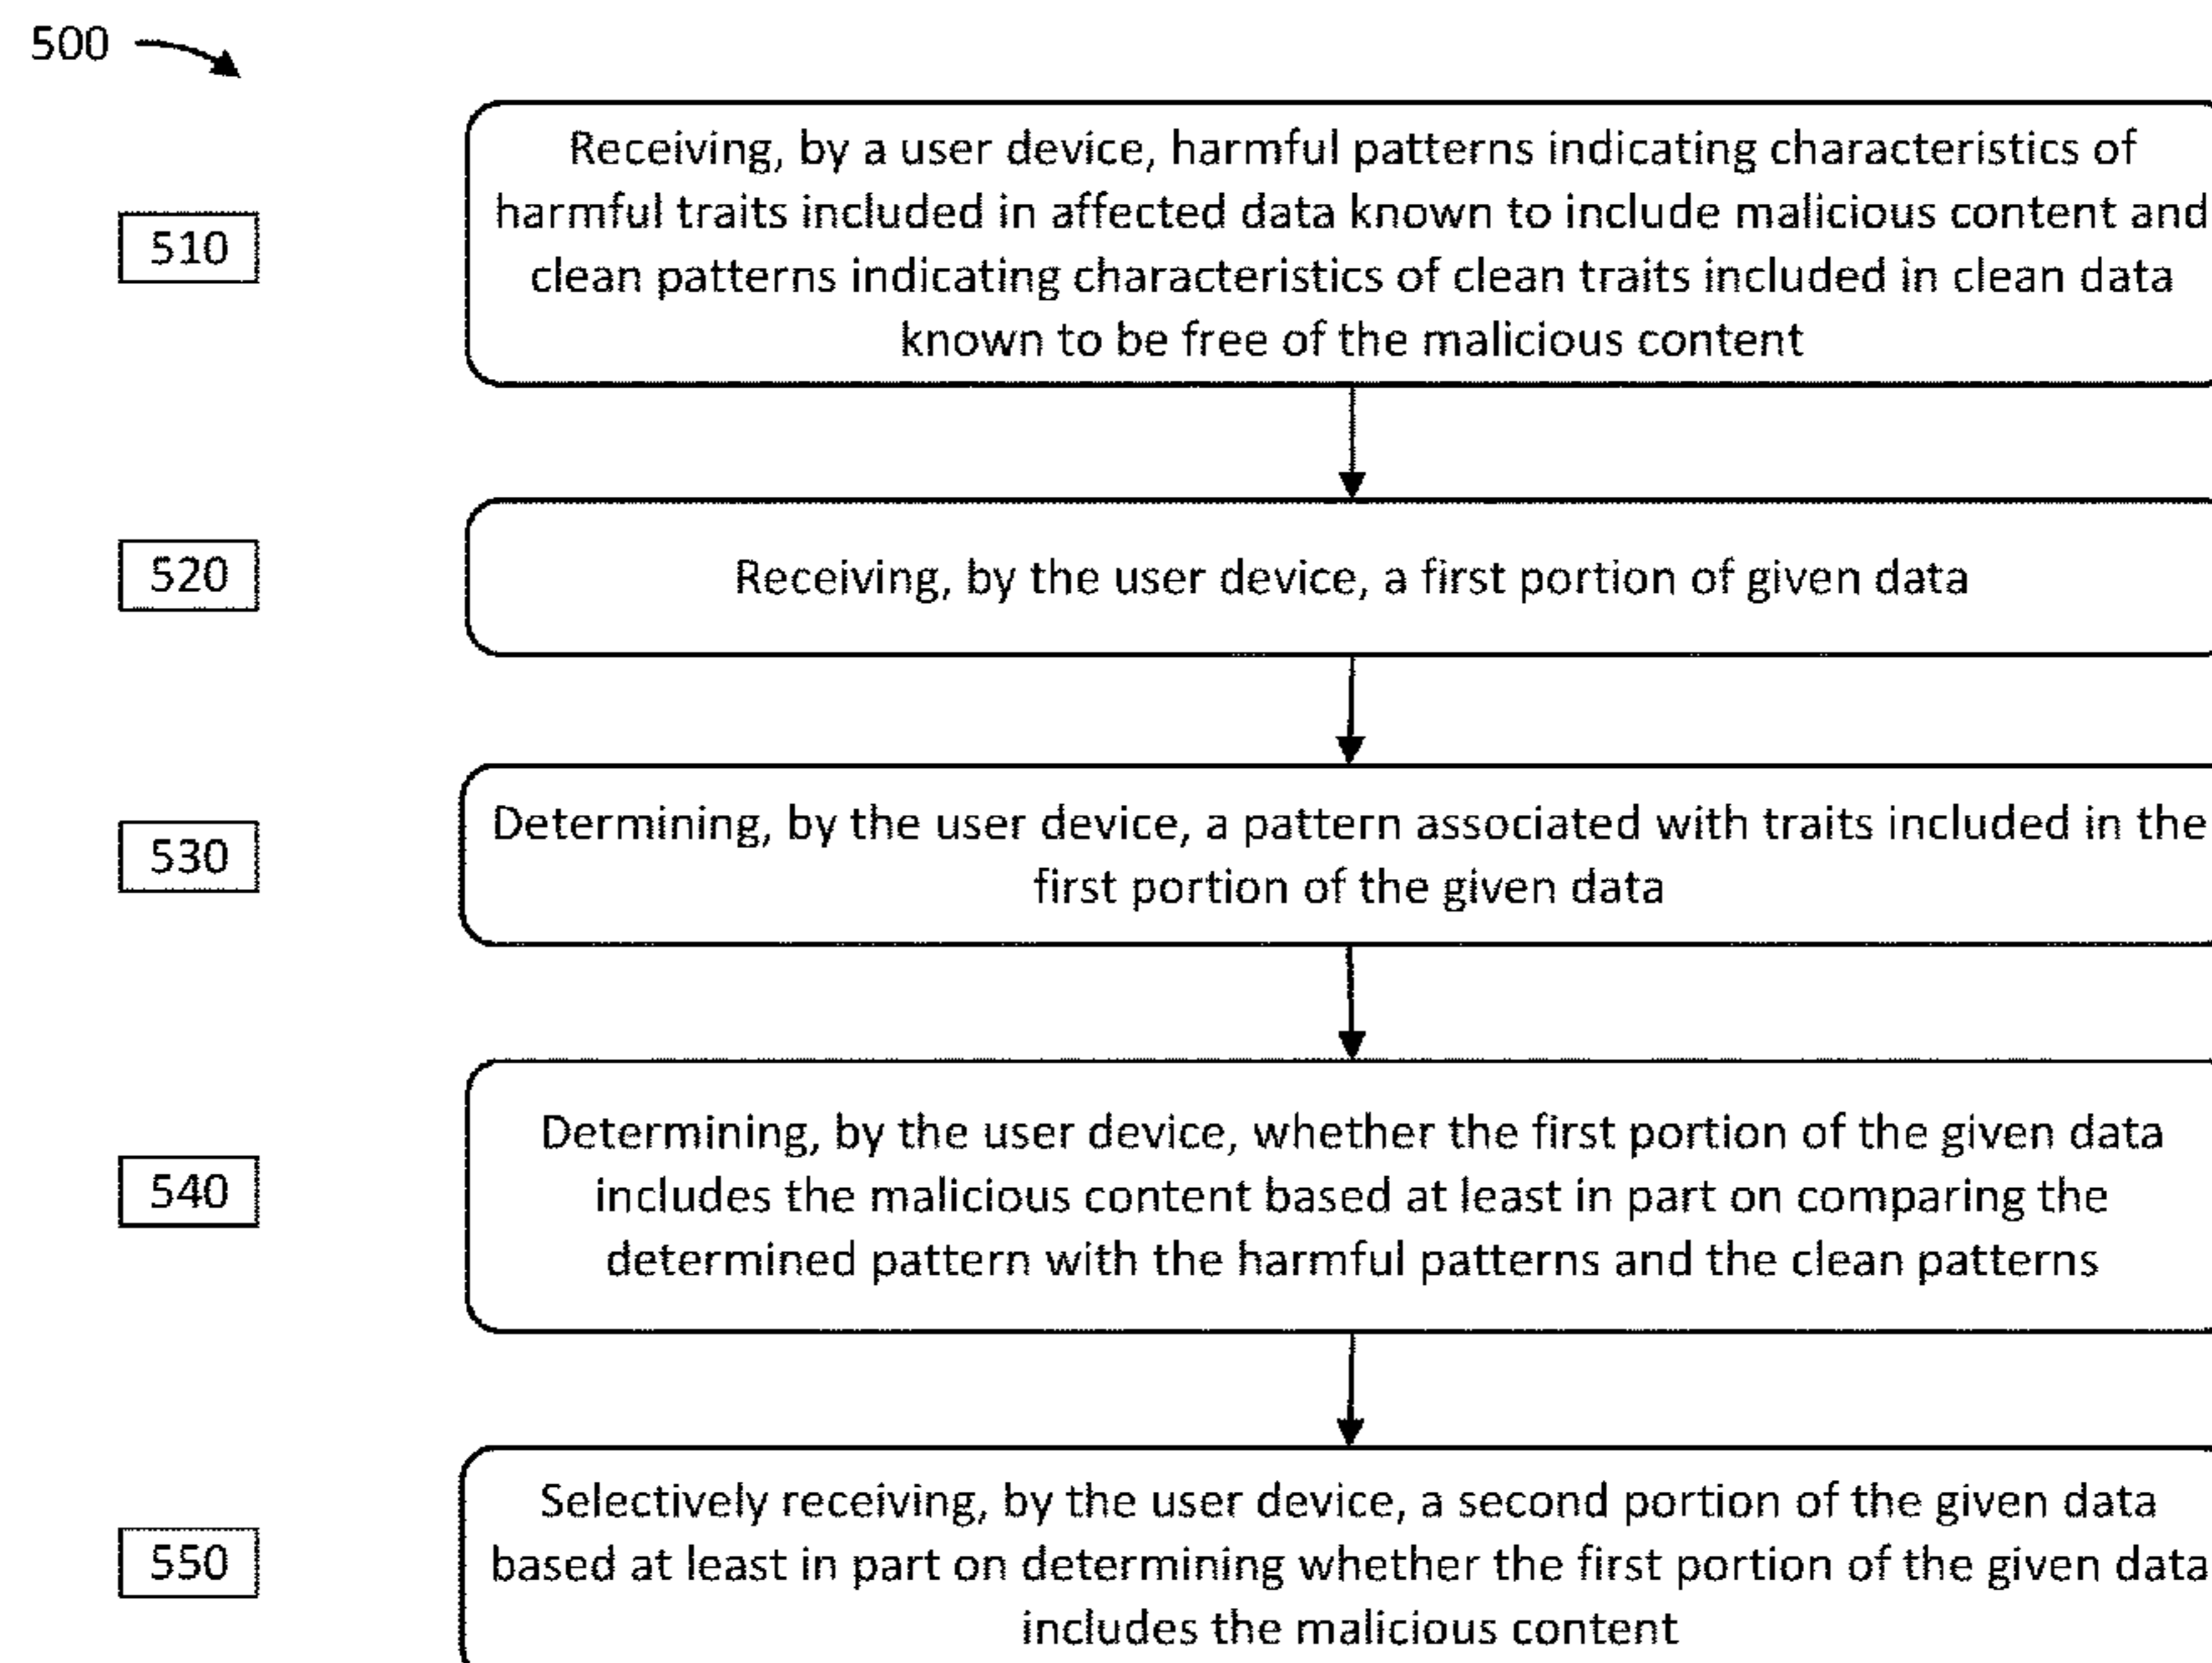 500
Receiving, by a user device, harmful patterns indicating characteristics of
harmful traits included in affected data known to include malicious content and
510
clean patterns indicating characteristics of clean traits included in clean data
known to be free of the malicious content
520
Receiving, by the user device, a first portion of given data
Determining, by the user device, a pattern associated with traits included in the
530
first portion of the given data
Determining, by the user device, whether the first portion of the given data
540
includes the malicious content based at least in part on comparing the
determined pattern with the harmful patterns and the clean patterns
Selectively receiving, by the user device, a second portion of the given data
550
based at least in part on determining whether the first portion of the given data
includes the malicious content